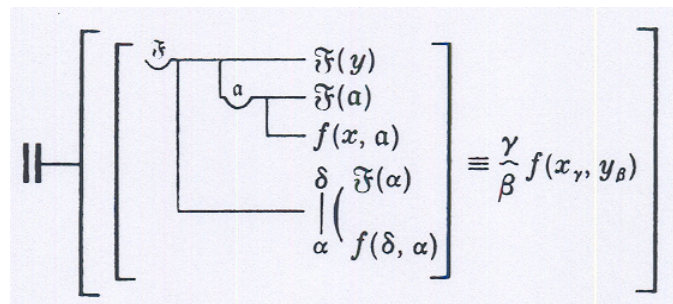 𝔉 𝔉(y)
𝔞 𝔉(𝔞)
f(x, 𝔞)
δ 𝔉(α)
α ( f(δ, α)
≡ γ/β f(x_γ, y_β)